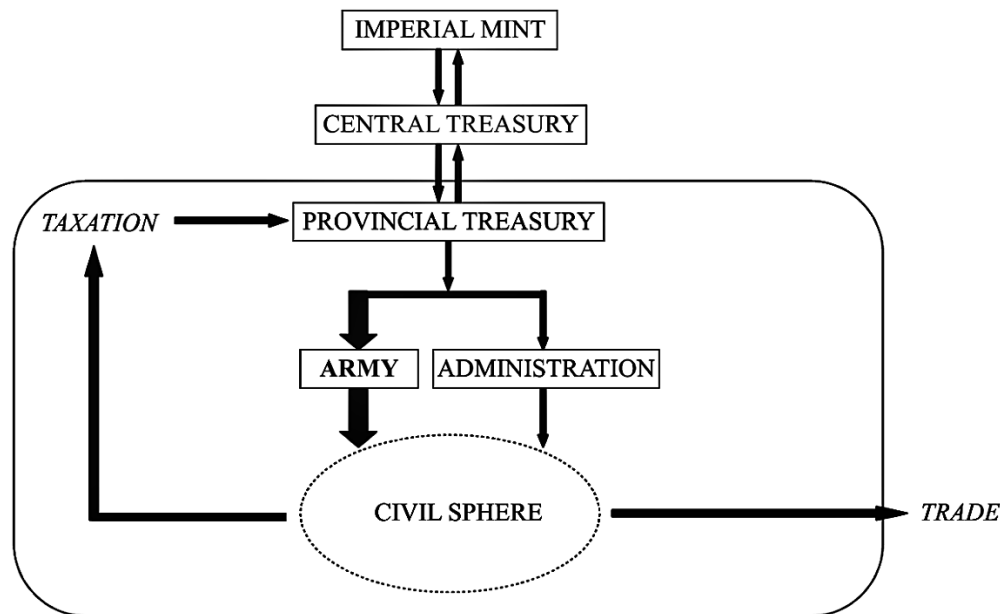 IMPERIAL MINT
CENTRAL TREASURY
TAXATION
PROVINCIAL TREASURY
ARMY
ADMINISTRATION
CIVIL SPHERE
TRADE